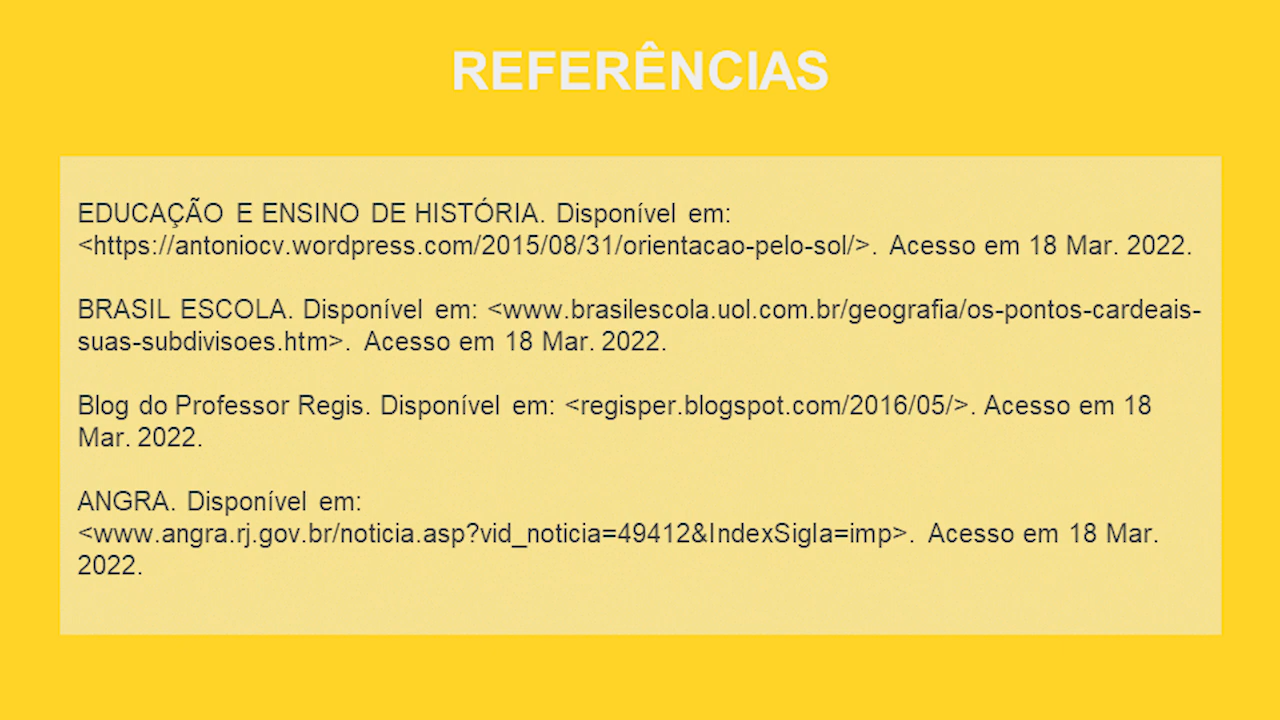 REFERÊNCIAS
EDUCAÇÃO E ENSINO DE HISTÓRIA. Disponível em:
<https://antoniocv.wordpress.com/2015/08/31/orientacao-pelo-sol/>. Acesso em 18 Mar. 2022.
BRASIL ESCOLA. Disponível em: <www.brasilescola.uol.com.br/geografia/os-pontos-cardeais-
suas-subdivisoes.htm>. Acesso em 18 Mar. 2022.
Blog do Professor Regis. Disponível em: <regisper.blogspot.com/2016/05/>. Acesso em 18
Mar. 2022.
ANGRA. Disponível em:
<www.angra.rj.gov.br/noticia.asp?vid_noticia=49412&IndexSigla=imp>. Acesso em 18 Mar.
2022.